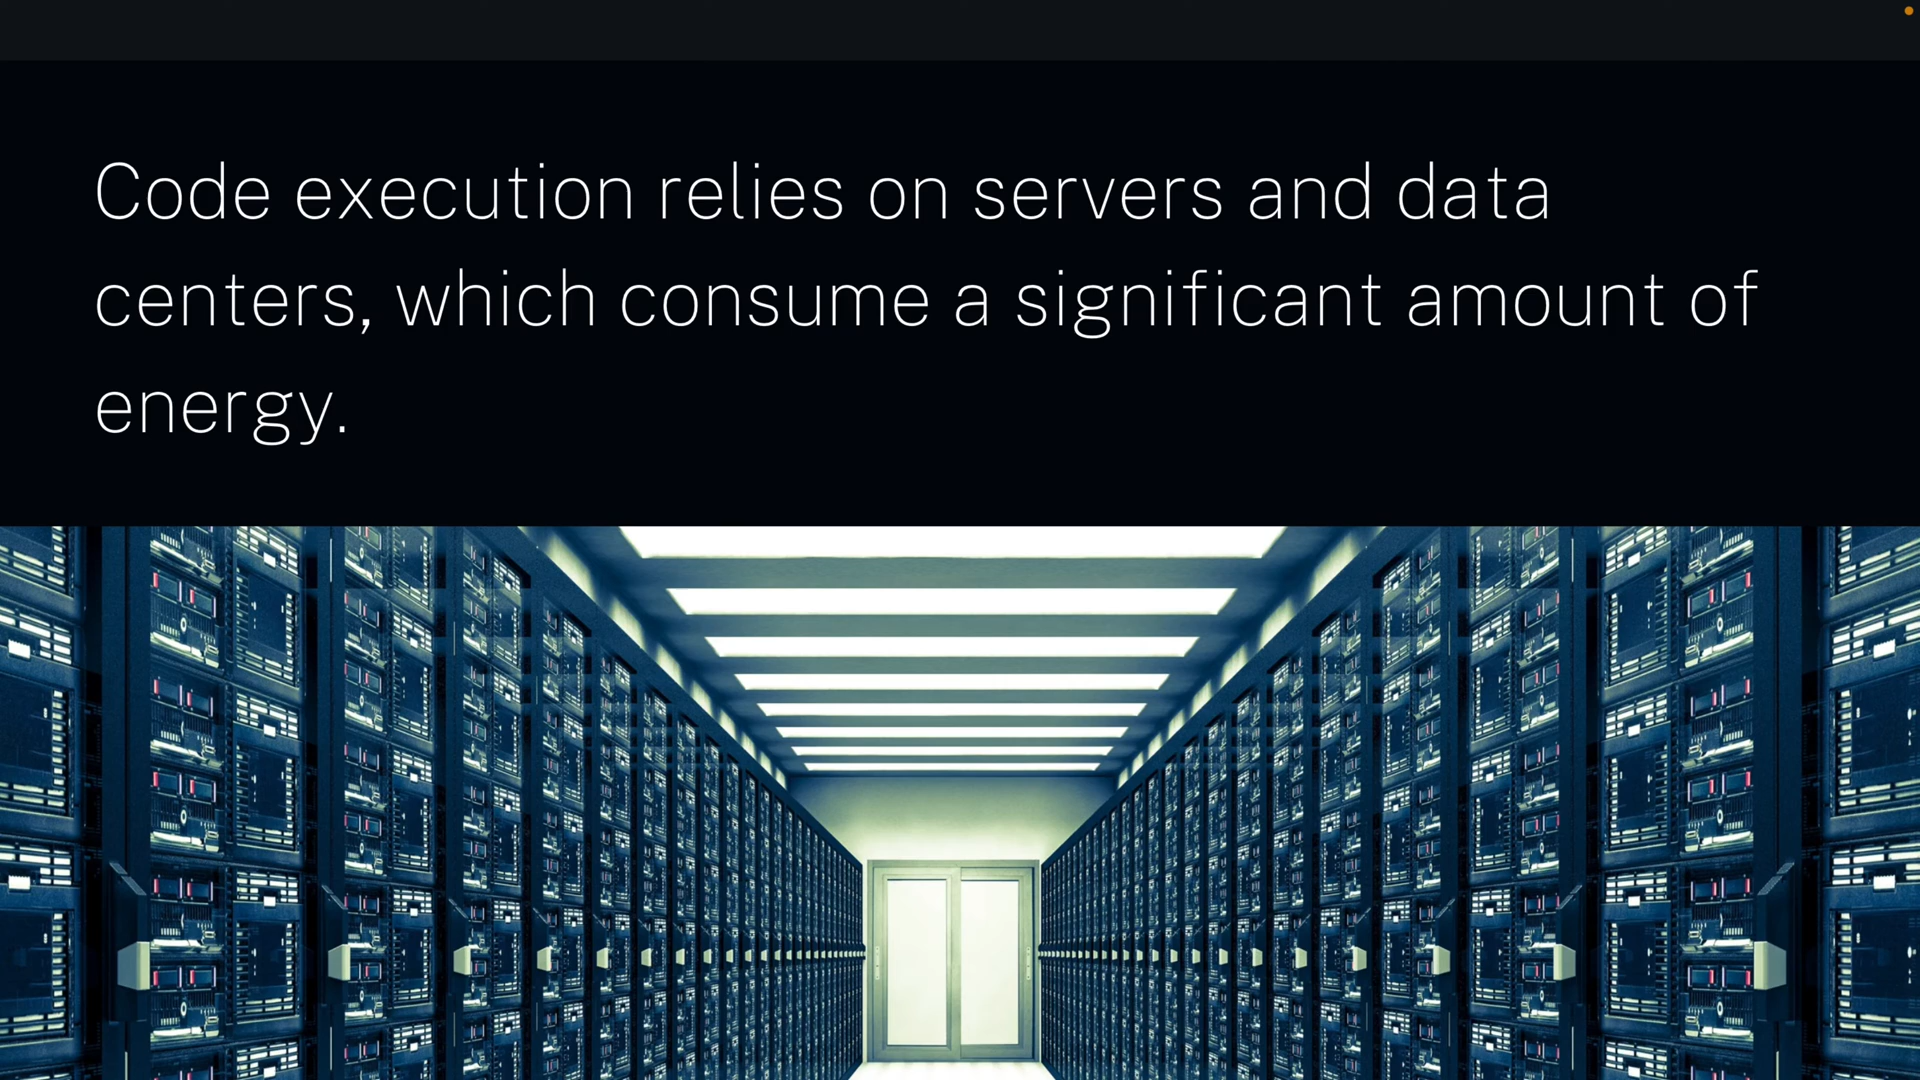 Code execution relies on servers and data
centers, which consume a significant amount of
energy.